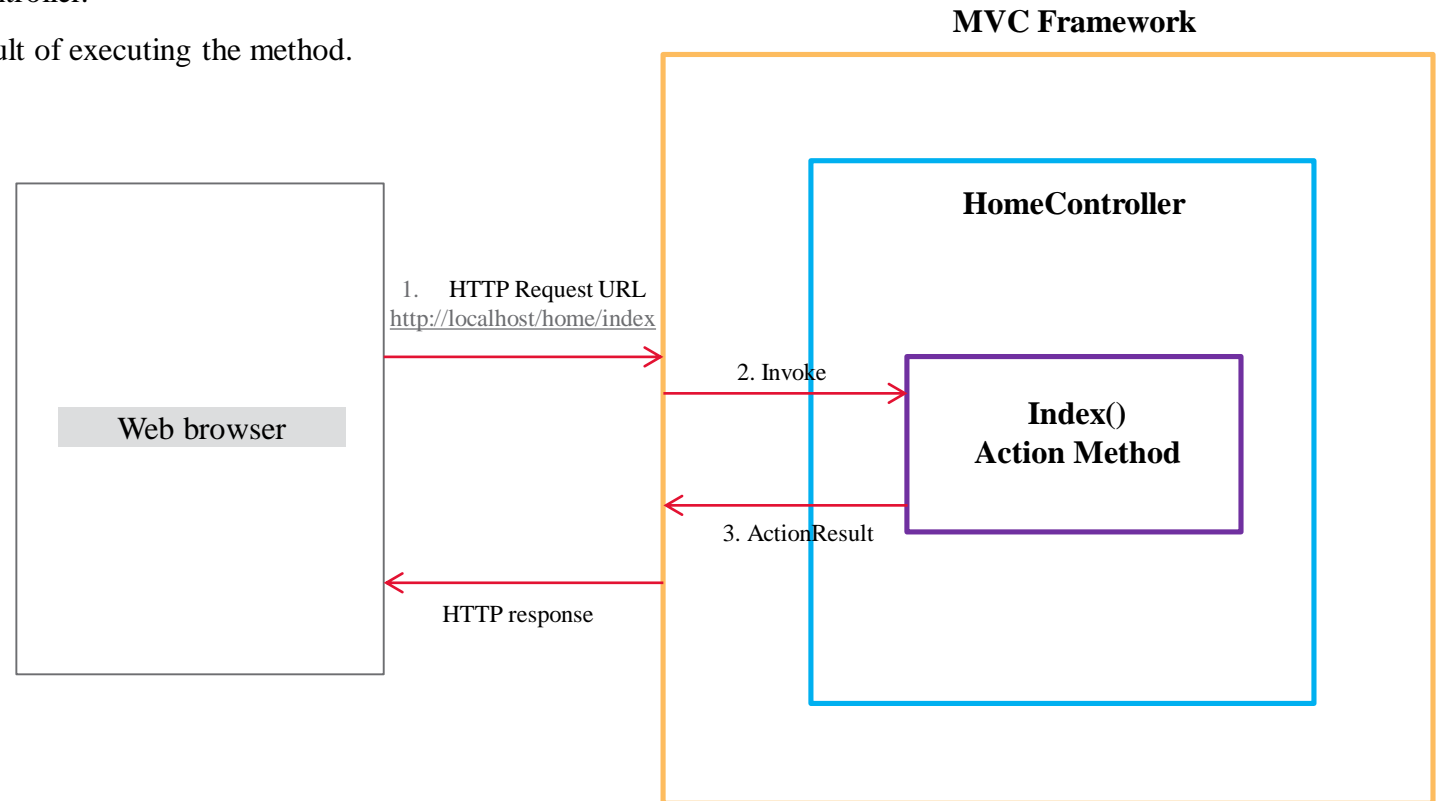 ult of executing the method.
MVC Framework
HomeController
1. HTTP Request URL
http://localhost/home/index
2. Invoke
Index()
Action Method
Web browser
3. ActionResult
HTTP response